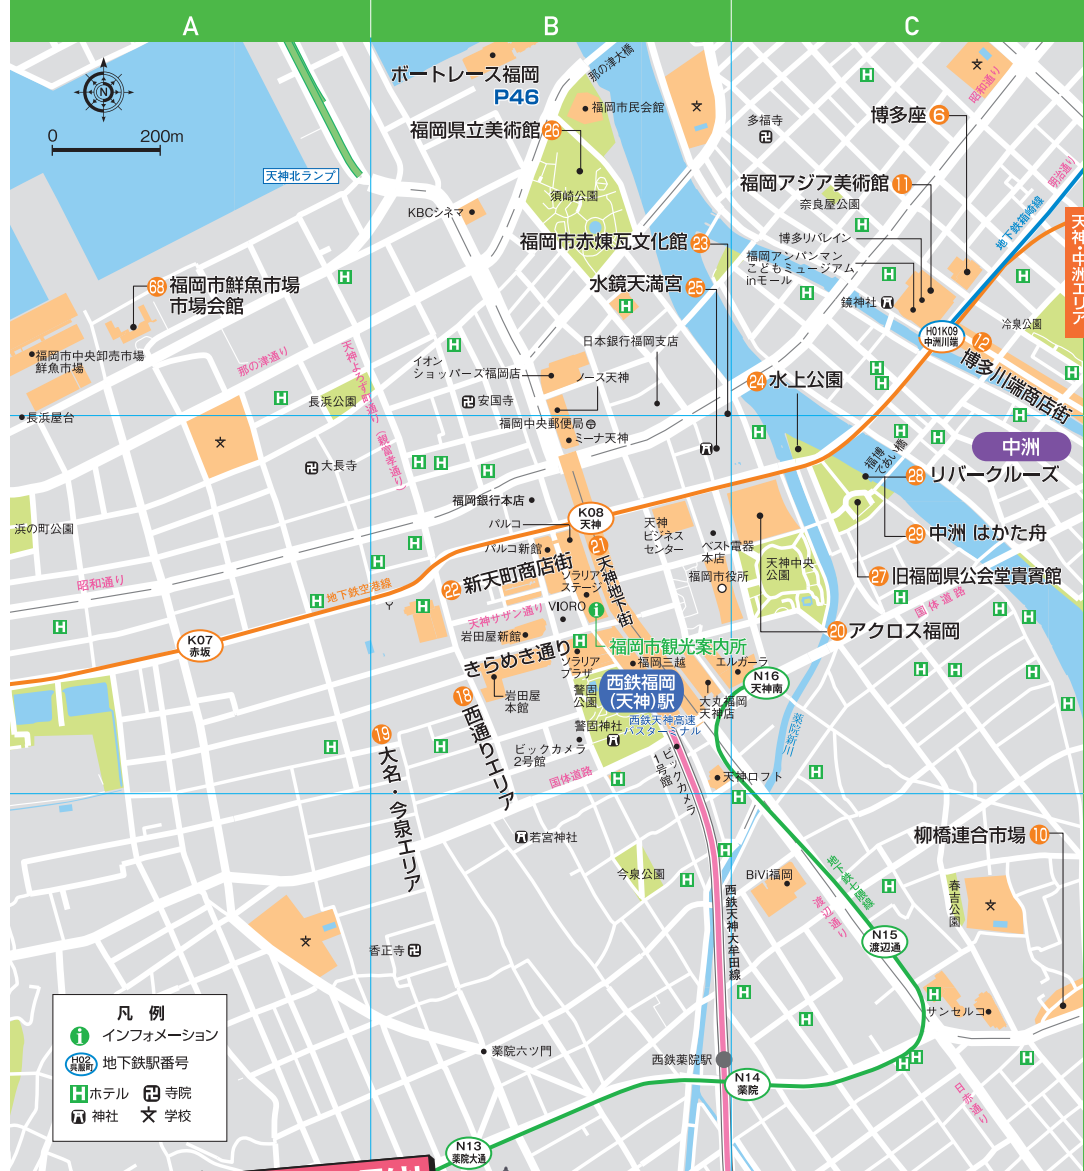 A
B
C
N
0
200m
ボートレース福岡
P46
福岡県立美術館
26
天神北ランプ
KBCシネマ
那の津大橋
福岡市民会館
須崎公園
福岡市赤煉瓦文化館
23
水鏡天満宮
25
昭和通り
多福寺
博多座
6
明治通り
福岡アジア美術館
11
奈良屋公園
地下鉄箱崎線
博多リバレイン
福岡アンパンマン
こどもミュージアム
inモール
鏡神社
天神・中洲エリア
冷泉公園
H01K09
中洲川端
12
博多川端商店街
68
福岡市鮮魚市場
市場会館
福岡市中央卸売市場
鮮魚市場
那の津通り
長浜屋台
長浜公園
天神よろず町通り（親富孝通り）
大長寺
浜の町公園
昭和通り
日本銀行福岡支店
イオン
ショッパーズ福岡店
ノース天神
安国寺
福岡中央郵便局
ミーナ天神
24
水上公園
中洲
福博
であい橋
28
リバークルーズ
29
中洲 はかた舟
27
旧福岡県公会堂貴賓館
国体道路
20
アクロス福岡
福岡銀行本店
K08
天神
パルコ
パルコ新館
21
天神地下街
天神
ビジネス
センター
ベスト電器
本店
福岡市役所
天神中央
公園
22
新天町商店街
ソラリア
ステージ
地下鉄空港線
天神サザン通り
VIORO
岩田屋新館
福岡市観光案内所
きらめき通り
ソラリア
プラザ
福岡三越
エルガーラ
K07
赤坂
18
西通りエリア
岩田屋
本館
警固
公園
西鉄福岡
(天神)駅
大丸福岡
天神店
N16
天神南
西鉄天神高速
バスターミナル
警固神社
薬院新川
19
大名・今泉エリア
ビックカメラ
2号館
国体道路
ビックカメラ
1号館
天神ロフト
若宮神社
今泉公園
BiVi福岡
地下鉄七隈線
渡辺通り
柳橋連合市場
10
春吉公園
西鉄天神大牟田線
N15
渡辺通
香正寺
サンセルコ
薬院六ツ門
西鉄薬院駅
N14
薬院
日赤通り
N13
薬院大通
凡 例
インフォメーション
H02
呉服町
地下鉄駅番号
H
ホテル
寺院
神社
学校